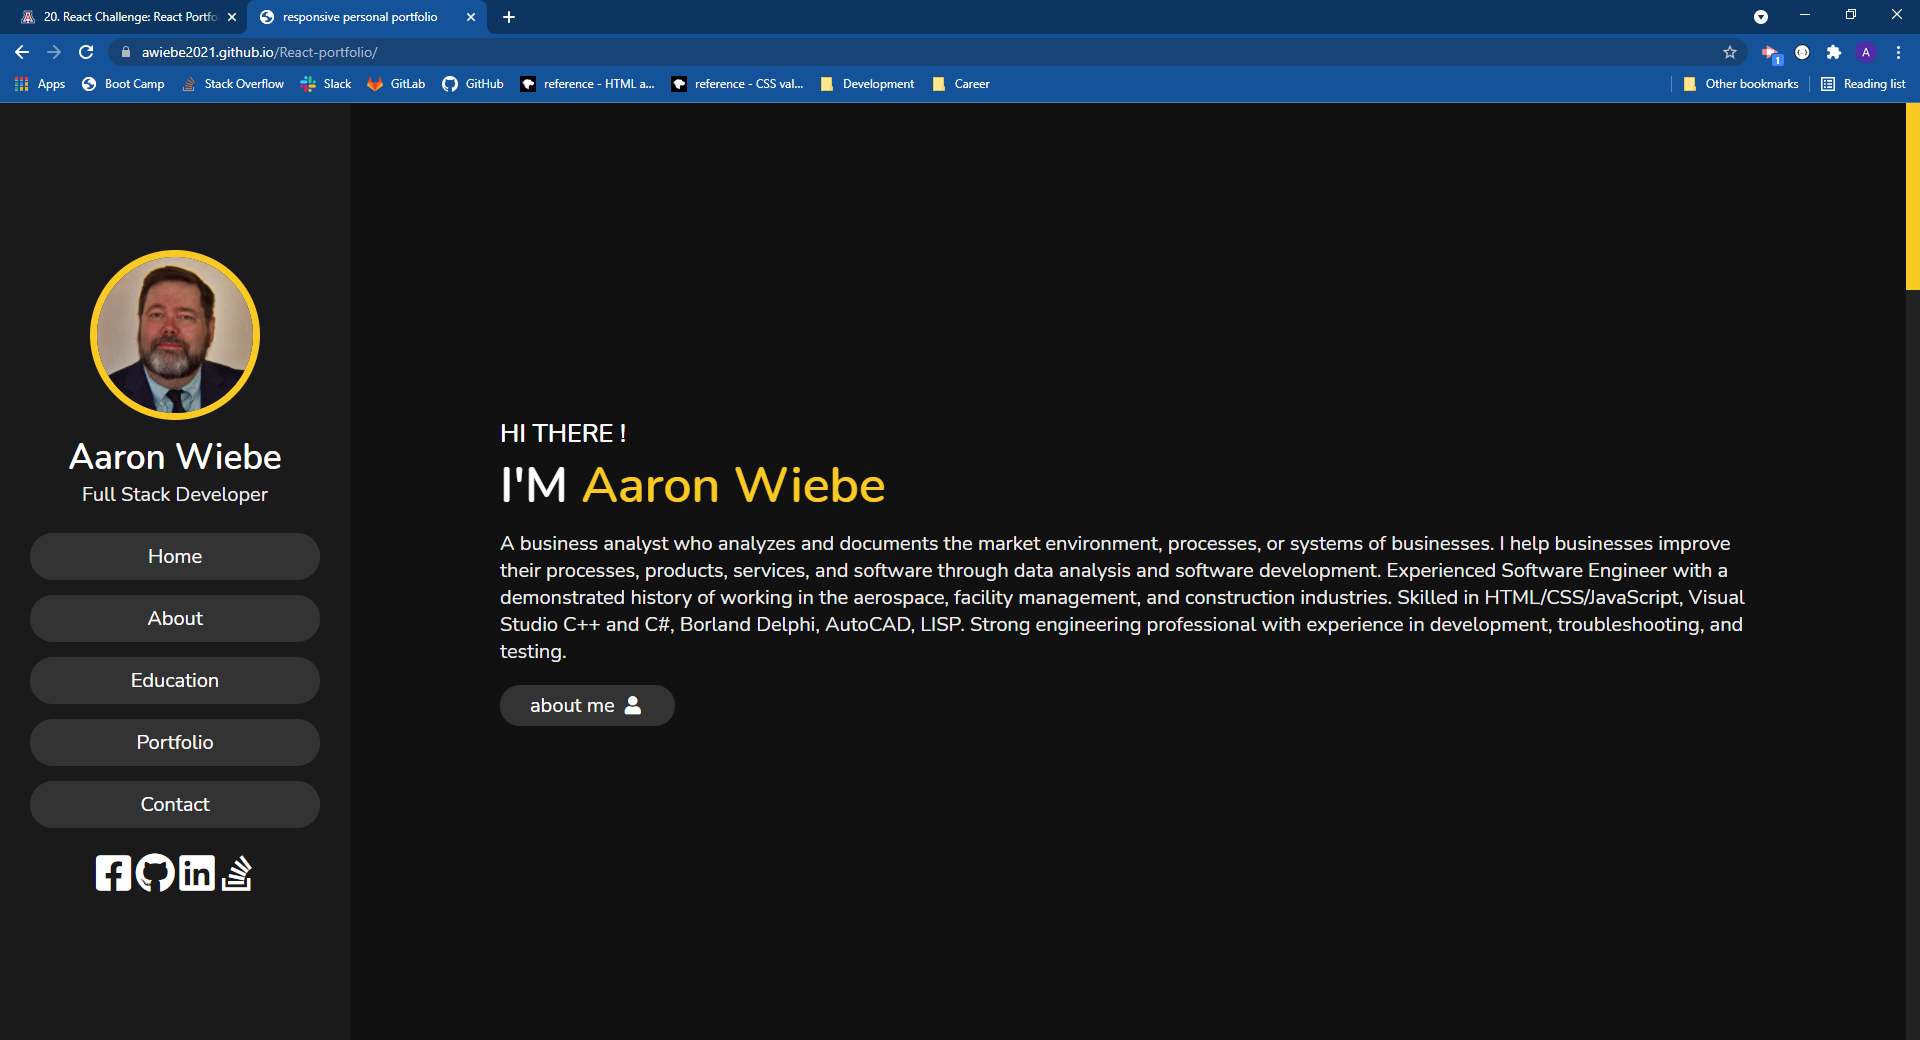 20. React Challenge: React Portfo
responsive personal portfolio
awiebe2021.github.io/React-portfolio/
1
A
Apps
Boot Camp
Stack Overflow
Slack
GitLab
GitHub
reference - HTML a...
reference - CSS val...
Development
Career
Other bookmarks
Reading list
Aaron Wiebe
Full Stack Developer
Home
About
Education
Portfolio
Contact
HI THERE !
I'M Aaron Wiebe
A business analyst who analyzes and documents the market environment, processes, or systems of businesses. I help businesses improve
their processes, products, services, and software through data analysis and software development. Experienced Software Engineer with a
demonstrated history of working in the aerospace, facility management, and construction industries. Skilled in HTML/CSS/JavaScript, Visual
Studio C++ and C#, Borland Delphi, AutoCAD, LISP. Strong engineering professional with experience in development, troubleshooting, and
testing.
about me